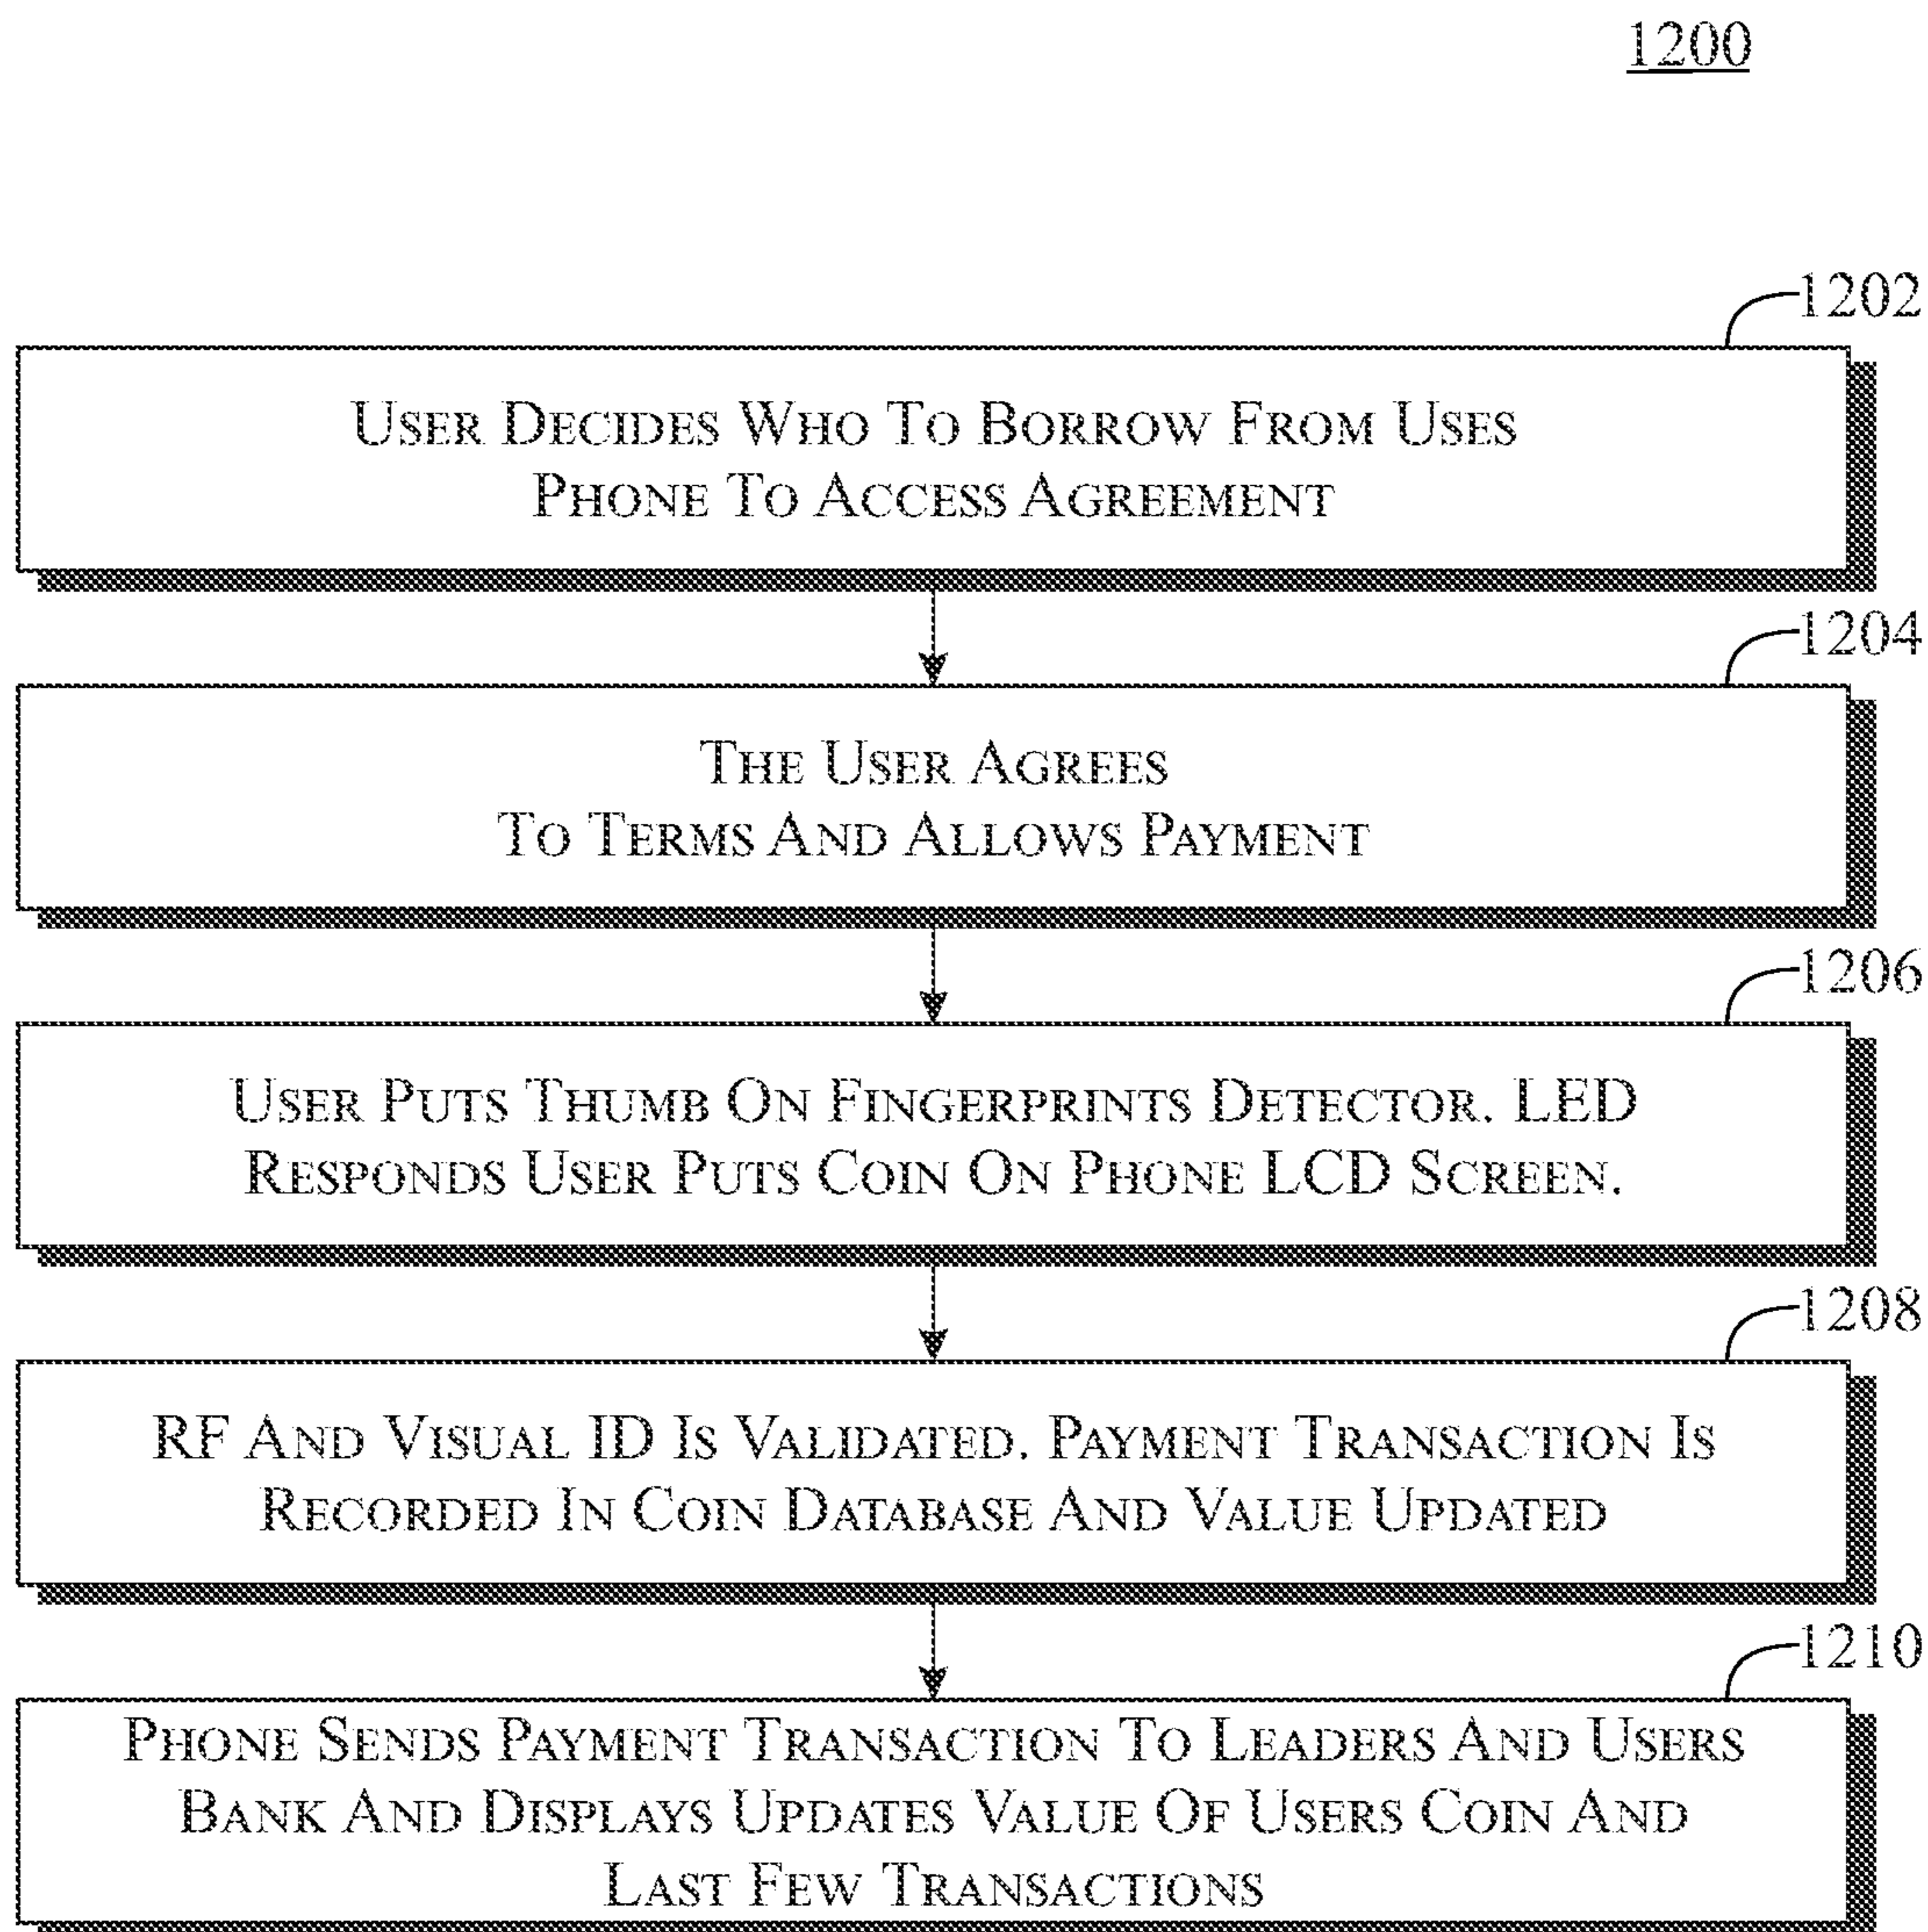 1200
1202
USER DECIDES WHO TO BORROW FROM USES
PHONE TO ACCESS AGREEMENT
1204
THE USER AGREES
TO TERMS AND ALLOWS PAYMENT
1206
USER PUTS THUMB ON FINGERPRINTS DETECTOR. LED
RESPONDS USER PUTS COIN ON PHONE LCD SCREEN.
1208
RF AND VISUAL ID IS VALIDATED. PAYMENT TRANSACTION IS
RECORDED IN COIN DATABASE AND VALUE UPDATED
1210
PHONE SENDS PAYMENT TRANSACTION TO LEADERS AND USERS
BANK AND DISPLAYS UPDATES VALUE OF USERS COIN AND
LAST FEW TRANSACTIONS